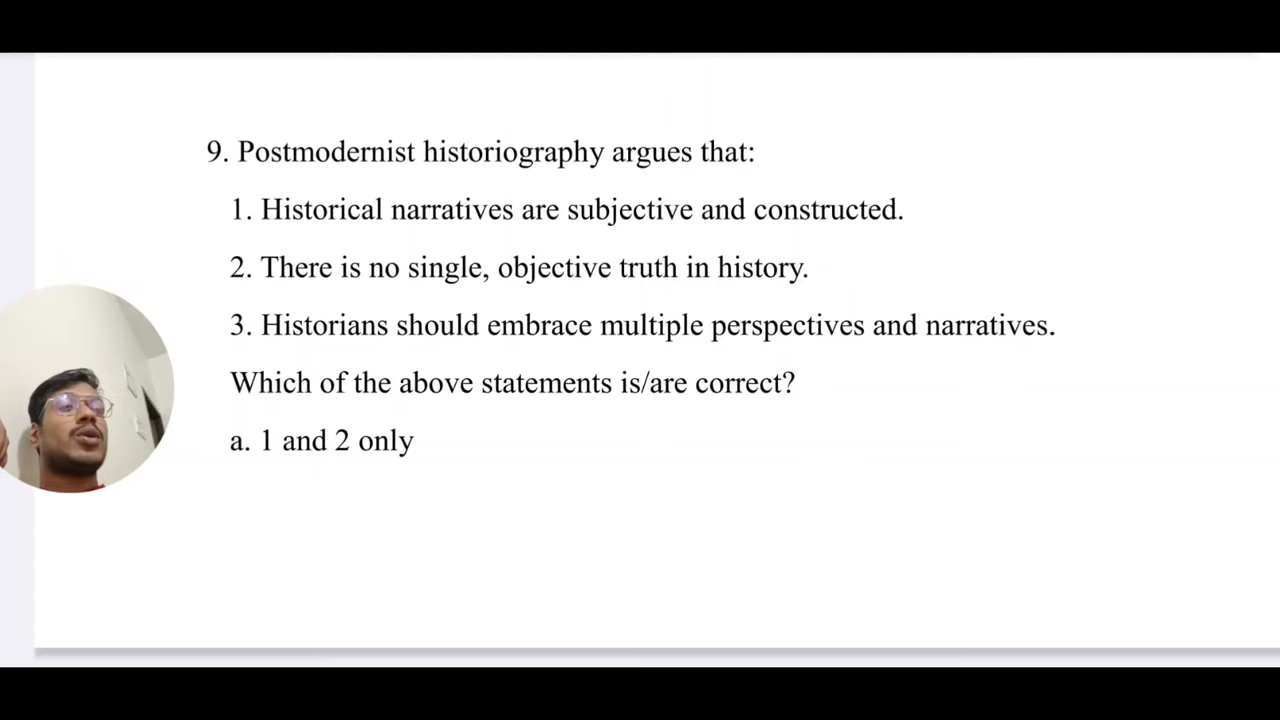 9. Postmodernist historiography argues that:
1. Historical narratives are subjective and constructed.
2. There is no single, objective truth in history.
3. Historians should embrace multiple perspectives and narratives.
Which of the above statements is/are correct?
a. 1 and 2 only